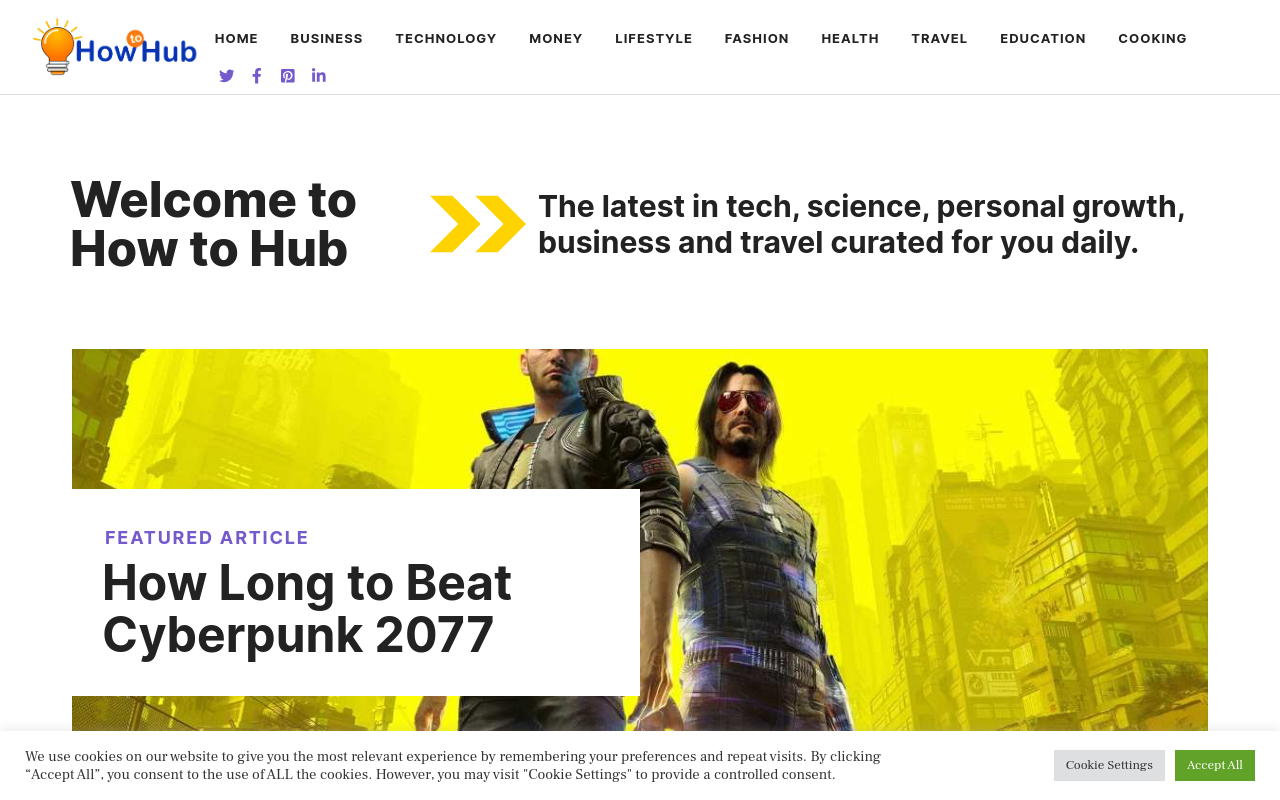 How to Hub
HOME BUSINESS TECHNOLOGY MONEY LIFESTYLE FASHION HEALTH TRAVEL EDUCATION COOKING
Welcome to
How to Hub
The latest in tech, science, personal growth,
business and travel curated for you daily.
FEATURED ARTICLE
How Long to Beat
Cyberpunk 2077
We use cookies on our website to give you the most relevant experience by remembering your preferences and repeat visits. By clicking
“Accept All”, you consent to the use of ALL the cookies. However, you may visit "Cookie Settings" to provide a controlled consent.
Cookie Settings
Accept All